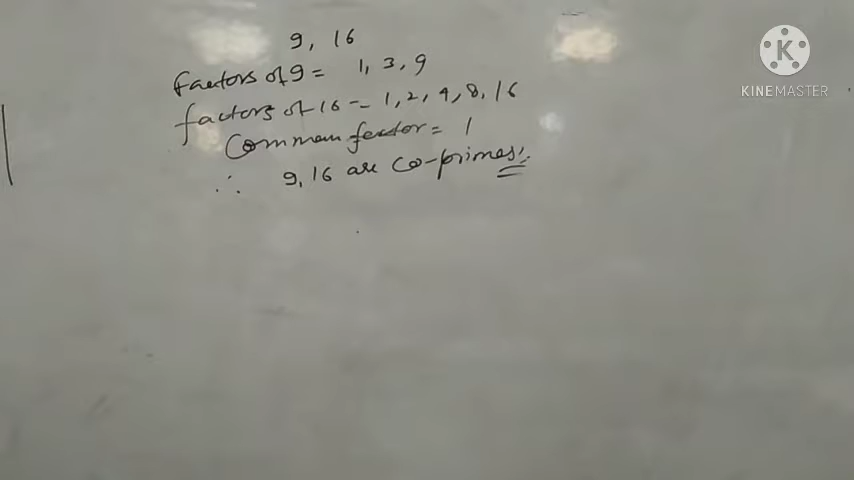 9, 16
factors of 9 = 1, 3, 9
factors of 16 = 1, 2, 4, 8, 16
Common factor = 1
∴ 9, 16 are co-primes.
K
KINEMASTER